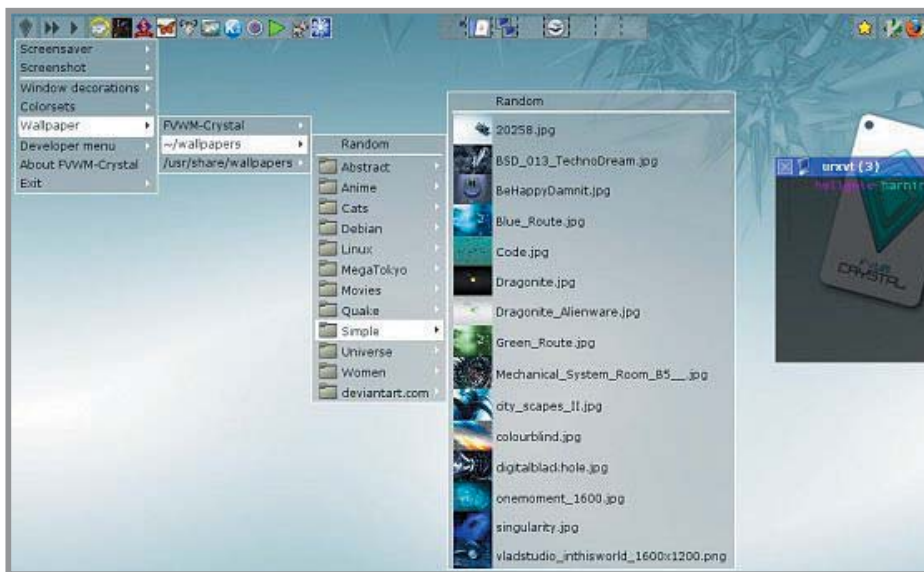 Screensaver
Screenshot
Window decorations
Colorsets
Wallpaper
Developer menu
About FVWM-Crystal
Exit
FVWM-Crystal
~/wallpapers
/usr/share/wallpapers
Random
Abstract
Anime
Cats
Debian
Linux
MegaTokyo
Movies
Quake
Simple
Universe
Women
deviantart.com
Random
20258.jpg
BSD_013_TechnoDream.jpg
BeHappyDamnit.jpg
Blue_Route.jpg
Code.jpg
Dragonite.jpg
Dragonite_Alienware.jpg
Green_Route.jpg
Mechanical_System_Room_B5__.jpg
city_scapes_II.jpg
colourblind.jpg
digitalblackhole.jpg
onemoment_1600.jpg
singularity.jpg
vladstudio_inthisworld_1600x1200.png
urxvt (3)
FVWM
CRYSTAL